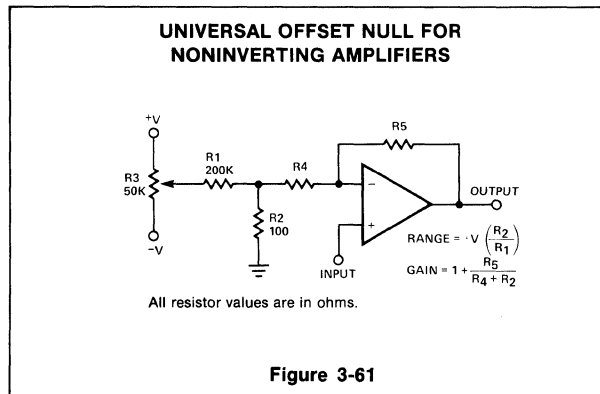 UNIVERSAL OFFSET NULL FOR
NONINVERTING AMPLIFIERS
+V
R3
50K
−V
R1
200K
R2
100
R4
R5
−
+
INPUT
OUTPUT
RANGE = ·V (R2/R1)
GAIN = 1 + R5/(R4 + R2)
All resistor values are in ohms.
Figure 3-61